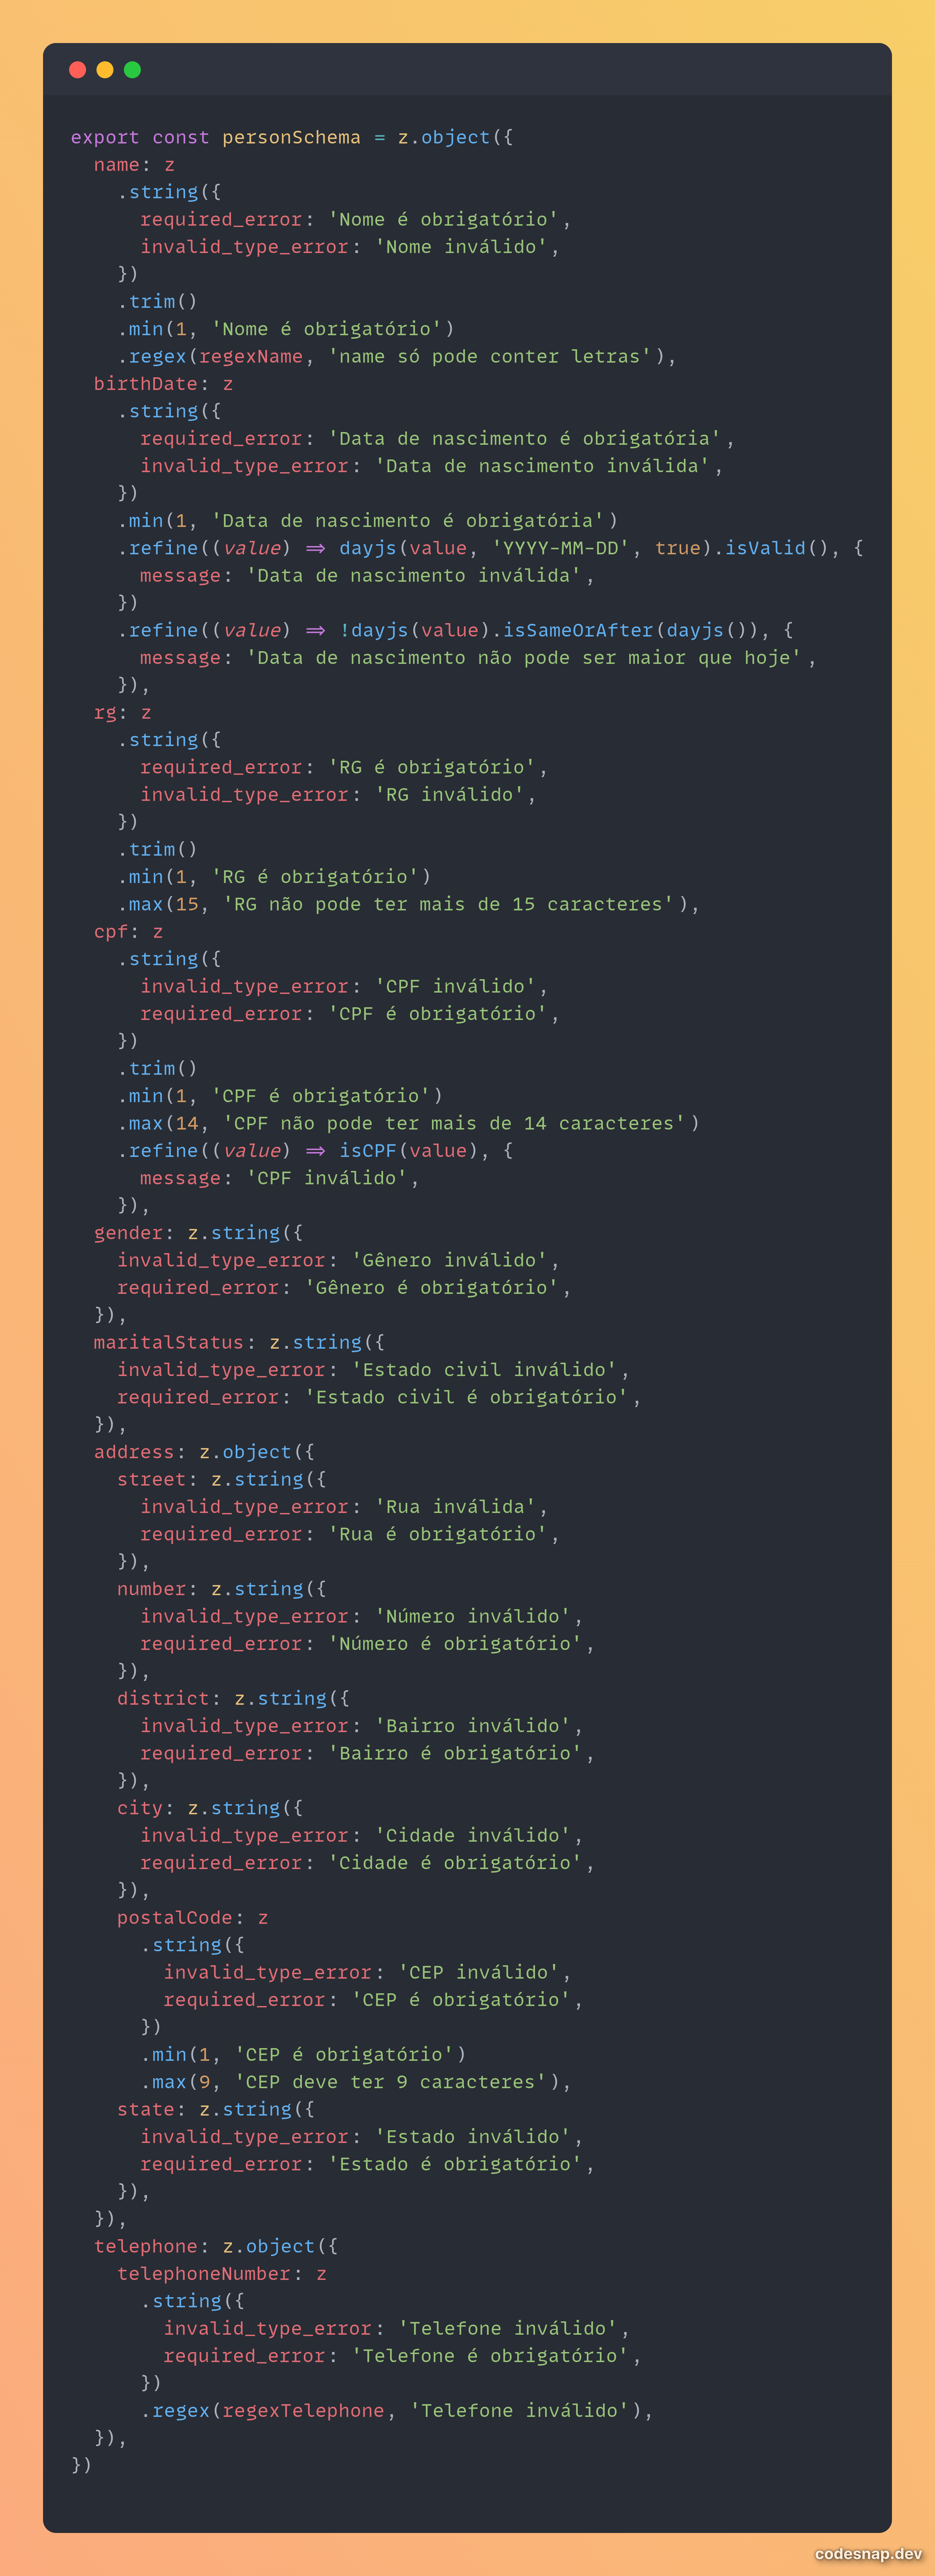 export const personSchema = z.object({
  name: z
    .string({
      required_error: 'Nome é obrigatório',
      invalid_type_error: 'Nome inválido',
    })
    .trim()
    .min(1, 'Nome é obrigatório')
    .regex(regexName, 'name só pode conter letras'),
  birthDate: z
    .string({
      required_error: 'Data de nascimento é obrigatória',
      invalid_type_error: 'Data de nascimento inválida',
    })
    .min(1, 'Data de nascimento é obrigatória')
    .refine((value) => dayjs(value, 'YYYY-MM-DD', true).isValid(), {
      message: 'Data de nascimento inválida',
    })
    .refine((value) => !dayjs(value).isSameOrAfter(dayjs()), {
      message: 'Data de nascimento não pode ser maior que hoje',
    }),
  rg: z
    .string({
      required_error: 'RG é obrigatório',
      invalid_type_error: 'RG inválido',
    })
    .trim()
    .min(1, 'RG é obrigatório')
    .max(15, 'RG não pode ter mais de 15 caracteres'),
  cpf: z
    .string({
      invalid_type_error: 'CPF inválido',
      required_error: 'CPF é obrigatório',
    })
    .trim()
    .min(1, 'CPF é obrigatório')
    .max(14, 'CPF não pode ter mais de 14 caracteres')
    .refine((value) => isCPF(value), {
      message: 'CPF inválido',
    }),
  gender: z.string({
    invalid_type_error: 'Gênero inválido',
    required_error: 'Gênero é obrigatório',
  }),
  maritalStatus: z.string({
    invalid_type_error: 'Estado civil inválido',
    required_error: 'Estado civil é obrigatório',
  }),
  address: z.object({
    street: z.string({
      invalid_type_error: 'Rua inválida',
      required_error: 'Rua é obrigatório',
    }),
    number: z.string({
      invalid_type_error: 'Número inválido',
      required_error: 'Número é obrigatório',
    }),
    district: z.string({
      invalid_type_error: 'Bairro inválido',
      required_error: 'Bairro é obrigatório',
    }),
    city: z.string({
      invalid_type_error: 'Cidade inválido',
      required_error: 'Cidade é obrigatório',
    }),
    postalCode: z
      .string({
        invalid_type_error: 'CEP inválido',
        required_error: 'CEP é obrigatório',
      })
      .min(1, 'CEP é obrigatório')
      .max(9, 'CEP deve ter 9 caracteres'),
    state: z.string({
      invalid_type_error: 'Estado inválido',
      required_error: 'Estado é obrigatório',
    }),
  }),
  telephone: z.object({
    telephoneNumber: z
      .string({
        invalid_type_error: 'Telefone inválido',
        required_error: 'Telefone é obrigatório',
      })
      .regex(regexTelephone, 'Telefone inválido'),
  }),
})
codesnap.dev